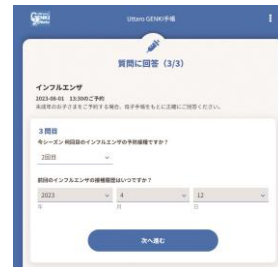 Uttaro GENKI手帳
質問に回答（3/3）
インフルエンザ
2023-08-01 13:30のご予約
未成年のお子さまをご予約する場合、母子手帳をもとに正確にご回答ください。
3問目
今シーズン 何回目のインフルエンザの予防接種ですか？
2回目
前回のインフルエンザの接種履歴はいつですか？
2023 4 12
年 月 日
次へ進む